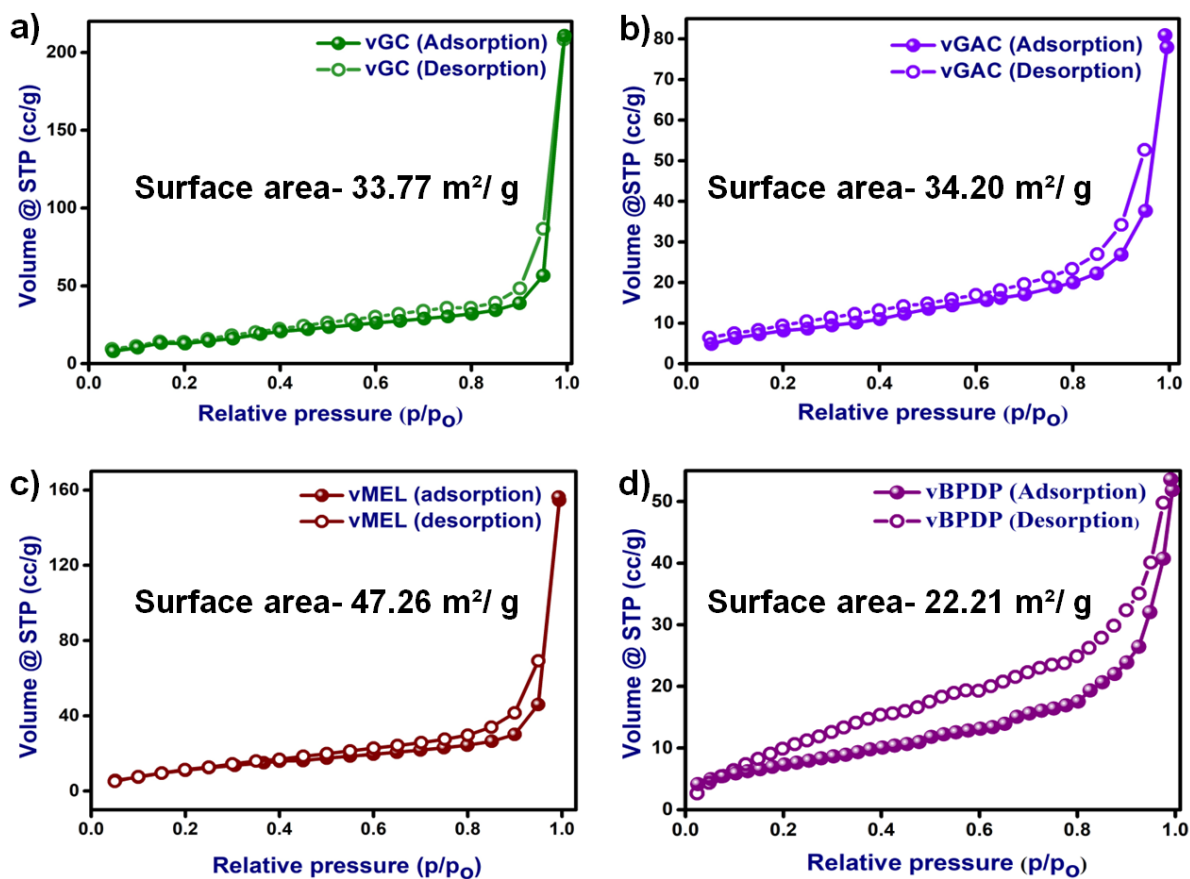 a)
vGC (Adsorption)
vGC (Desorption)
Surface area- 33.77 m²/ g
Volume @ STP (cc/g)
200
150
100
50
0
0.0 0.2 0.4 0.6 0.8 1.0
Relative pressure (p/po)
b)
vGAC (Adsorption)
vGAC (Desorption)
Surface area- 34.20 m²/ g
Volume @STP (cc/g)
80
70
60
50
40
30
20
10
0
0.0 0.2 0.4 0.6 0.8 1.0
Relative pressure (p/po)
c)
vMEL (adsorption)
vMEL (desorption)
Surface area- 47.26 m²/ g
Volume @ STP (cc/g)
160
120
80
40
0
0.0 0.2 0.4 0.6 0.8 1.0
Relative pressure (p/po)
d)
vBPDP (Adsorption)
vBPDP (Desorption)
Surface area- 22.21 m²/ g
Volume @ STP (cc/g)
50
40
30
20
10
0
0.0 0.2 0.4 0.6 0.8 1.0
Relative pressure (p/po)